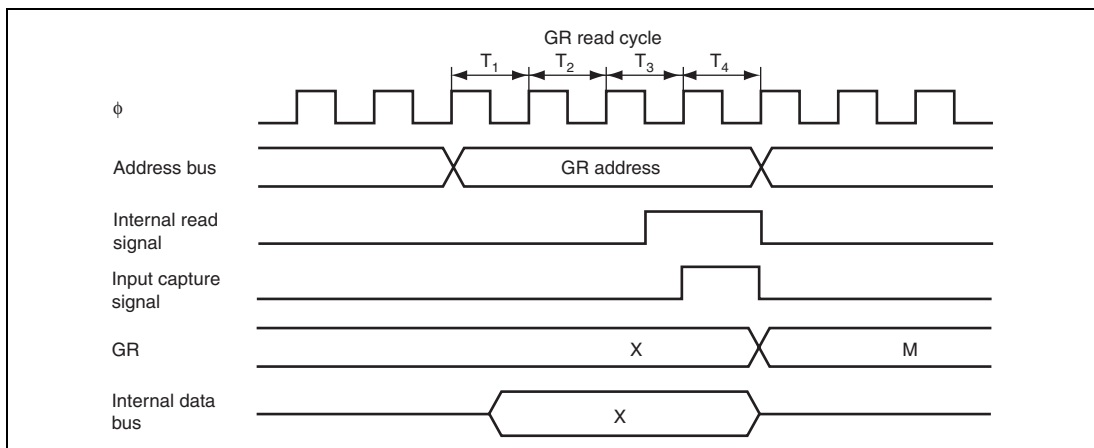 GR read cycle
T1 T2 T3 T4
ϕ
Address bus
GR address
Internal read
signal
Input capture
signal
GR
X
M
Internal data
bus
X